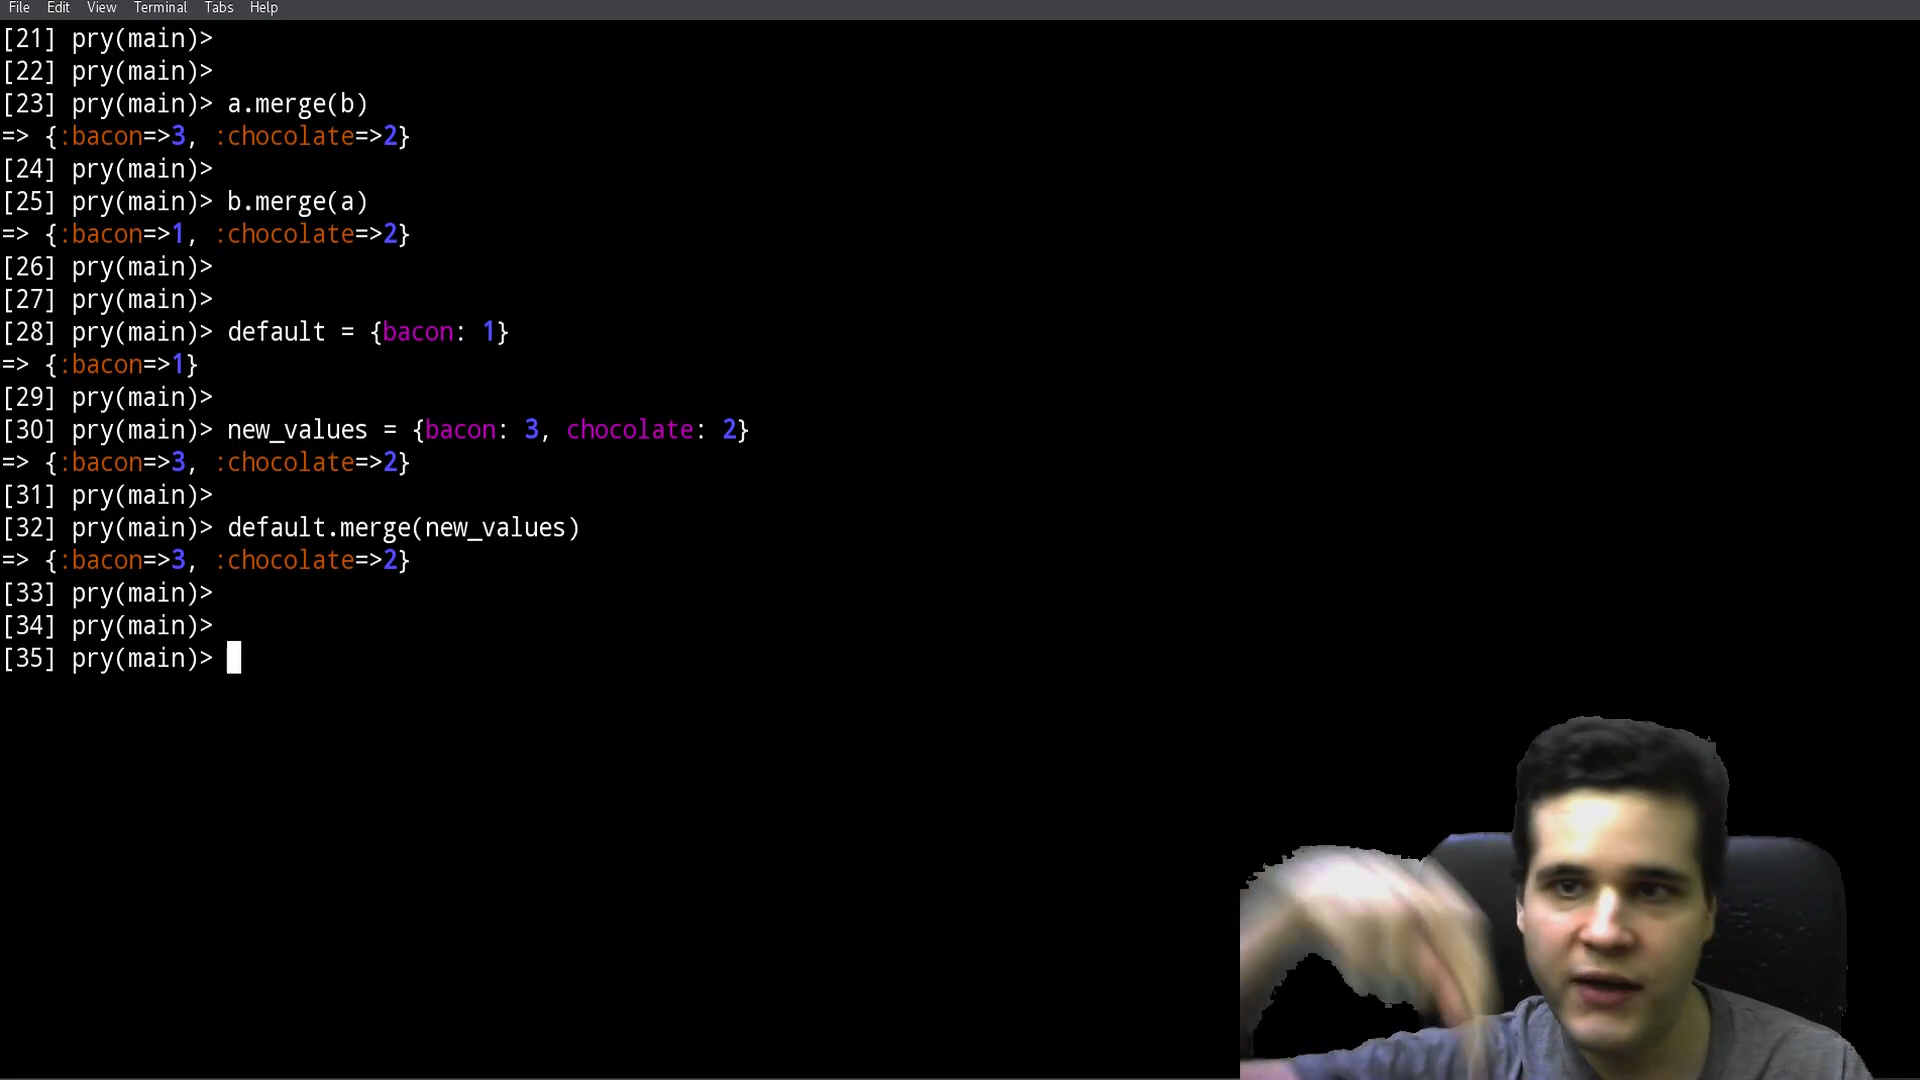 File Edit View Terminal Tabs Help
[21] pry(main)>
[22] pry(main)>
[23] pry(main)> a.merge(b)
=> {:bacon=>3, :chocolate=>2}
[24] pry(main)>
[25] pry(main)> b.merge(a)
=> {:bacon=>1, :chocolate=>2}
[26] pry(main)>
[27] pry(main)>
[28] pry(main)> default = {bacon: 1}
=> {:bacon=>1}
[29] pry(main)>
[30] pry(main)> new_values = {bacon: 3, chocolate: 2}
=> {:bacon=>3, :chocolate=>2}
[31] pry(main)>
[32] pry(main)> default.merge(new_values)
=> {:bacon=>3, :chocolate=>2}
[33] pry(main)>
[34] pry(main)>
[35] pry(main)>